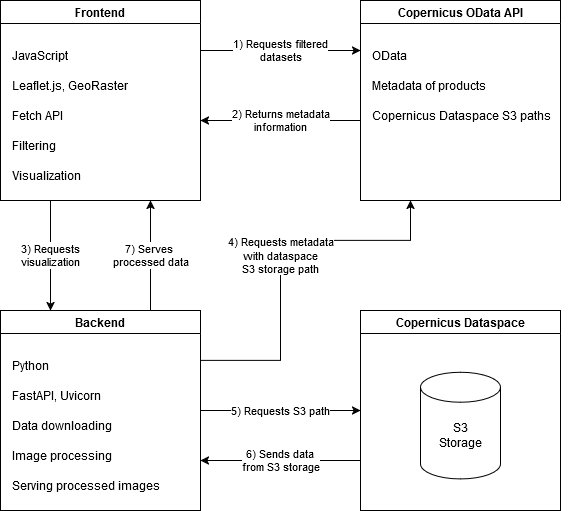 Frontend
JavaScript
Leaflet.js, GeoRaster
Fetch API
Filtering
Visualization
1) Requests filtered
datasets
2) Returns metadata
information
Copernicus OData API
OData
Metadata of products
Copernicus Dataspace S3 paths
3) Requests
visualization
7) Serves
processed data
4) Requests metadata
with dataspace
S3 storage path
Backend
Python
FastAPI, Uvicorn
Data downloading
Image processing
Serving processed images
5) Requests S3 path
6) Sends data
from S3 storage
Copernicus Dataspace
S3
Storage